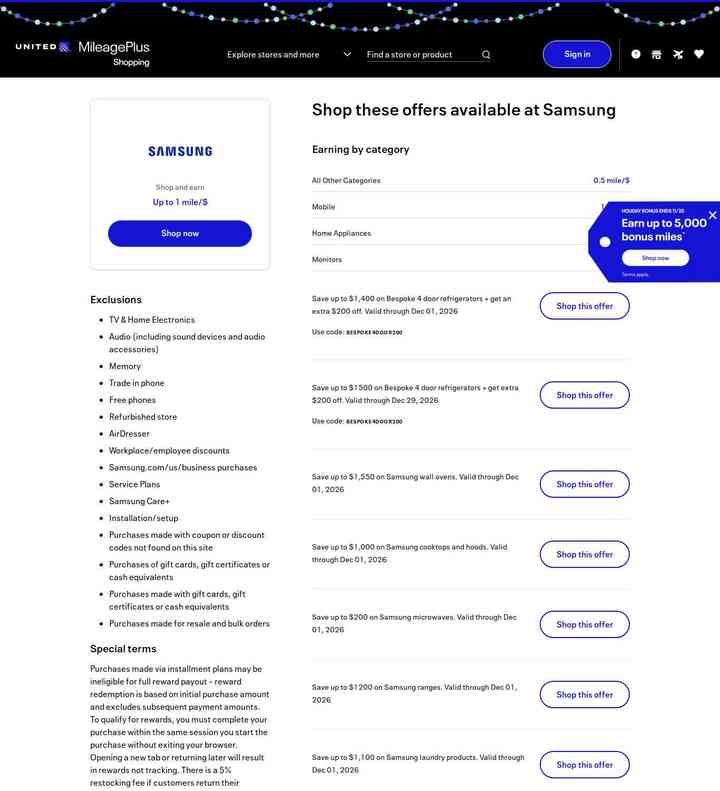 UNITED MileagePlus
Shopping
Explore stores and more
Find a store or product
Sign in
SAMSUNG
Shop and earn
Up to 1 mile/$
Shop now
Exclusions
• TV & Home Electronics
• Audio (including sound devices and audio
accessories)
• Memory
• Trade in phone
• Free phones
• Refurbished store
• AirDresser
• Workplace/employee discounts
• Samsung.com/us/business purchases
• Service Plans
• Samsung Care+
• Installation/setup
• Purchases made with coupon or discount
codes not found on this site
• Purchases of gift cards, gift certificates or
cash equivalents
• Purchases made with gift cards, gift
certificates or cash equivalents
• Purchases made for resale and bulk orders
Special terms
Purchases made via installment plans may be
ineligible for full reward payout - reward
redemption is based on initial purchase amount
and excludes subsequent payment amounts.
To qualify for rewards, you must complete your
purchase within the same session you start the
purchase without exiting your browser.
Opening a new tab or returning later will result
in rewards not tracking. There is a 5%
restocking fee if customers return their
Shop these offers available at Samsung
Earning by category
All Other Categories
0.5 mile/$
Mobile
1
Home Appliances
Monitors
HOLIDAY BONUS ENDS 11/30
Earn up to 5,000
bonus miles*
Shop now
Terms apply.
Save up to $1,400 on Bespoke 4 door refrigerators + get an
extra $200 off. Valid through Dec 01, 2026
Use code: BESPOKE4DOOR200
Shop this offer
Save up to $1500 on Bespoke 4 door refrigerators + get extra
$200 off. Valid through Dec 29, 2026
Use code: BESPOKE4DOOR200
Shop this offer
Save up to $1,550 on Samsung wall ovens. Valid through Dec
01, 2026
Shop this offer
Save up to $1,000 on Samsung cooktops and hoods. Valid
through Dec 01, 2026
Shop this offer
Save up to $200 on Samsung microwaves. Valid through Dec
01, 2026
Shop this offer
Save up to $1200 on Samsung ranges. Valid through Dec 01,
2026
Shop this offer
Save up to $1,100 on Samsung laundry products. Valid through
Dec 01, 2026
Shop this offer